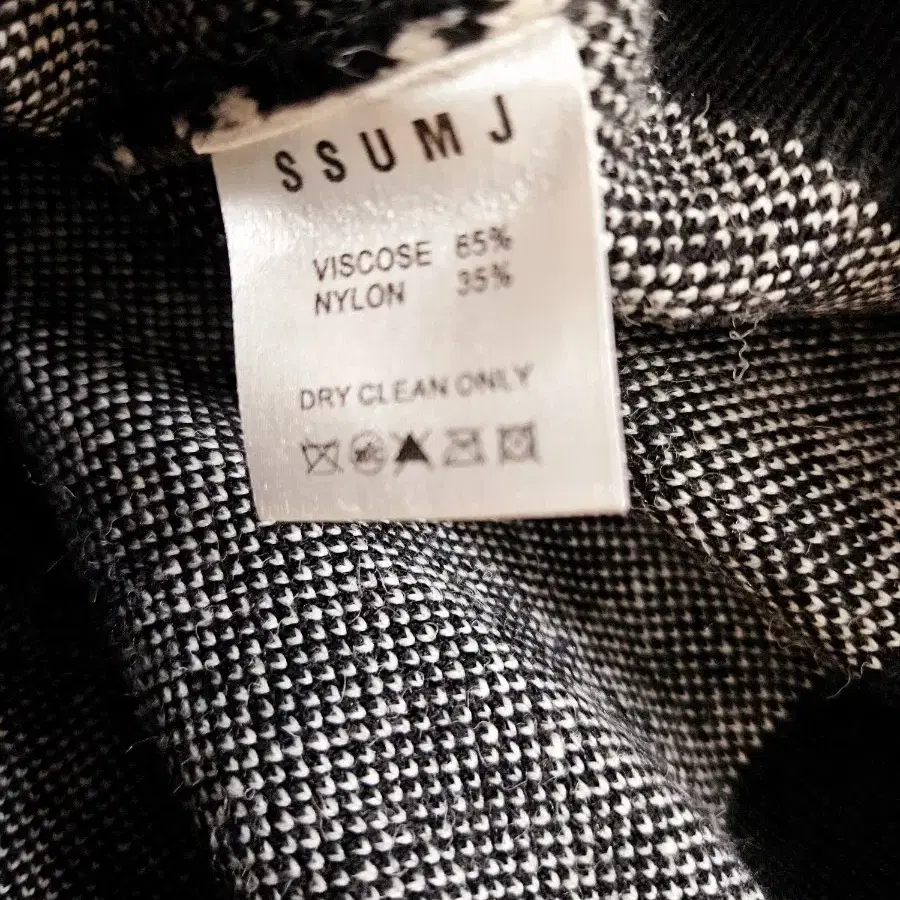 SSUMJ
VISCOSE 65%
NYLON 35%
DRY CLEAN ONLY